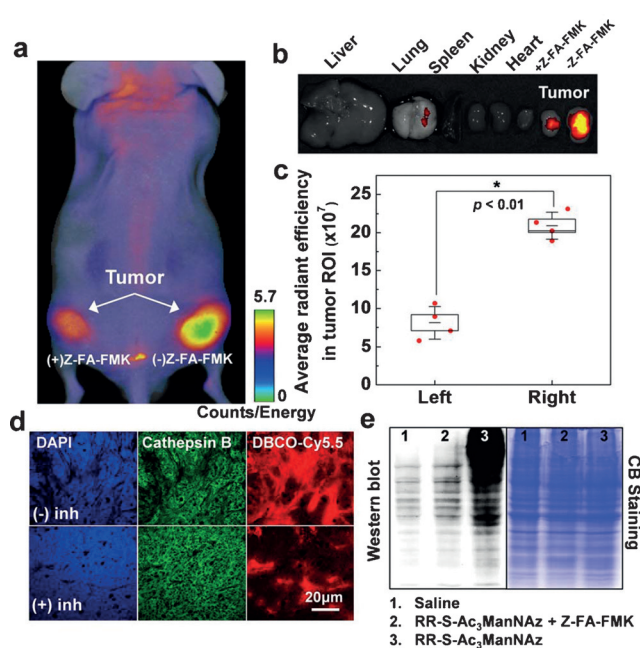 a
Tumor
(+)Z-FA-FMK
(-)Z-FA-FMK
5.7
0
Counts/Energy
b
Liver
Lung
Spleen
Kidney
Heart
+Z-FA-FMK
-Z-FA-FMK
Tumor
c
Average radiant efficiency
in tumor ROI (x10⁷)
25
20
15
10
5
0
*
p < 0.01
Left
Right
d
DAPI
Cathepsin B
DBCO-Cy5.5
(-) inh
(+) inh
20μm
e
Western blot
1 2 3
1 2 3
CB Staining
1. Saline
2. RR-S-Ac₃ManNAz + Z-FA-FMK
3. RR-S-Ac₃ManNAz